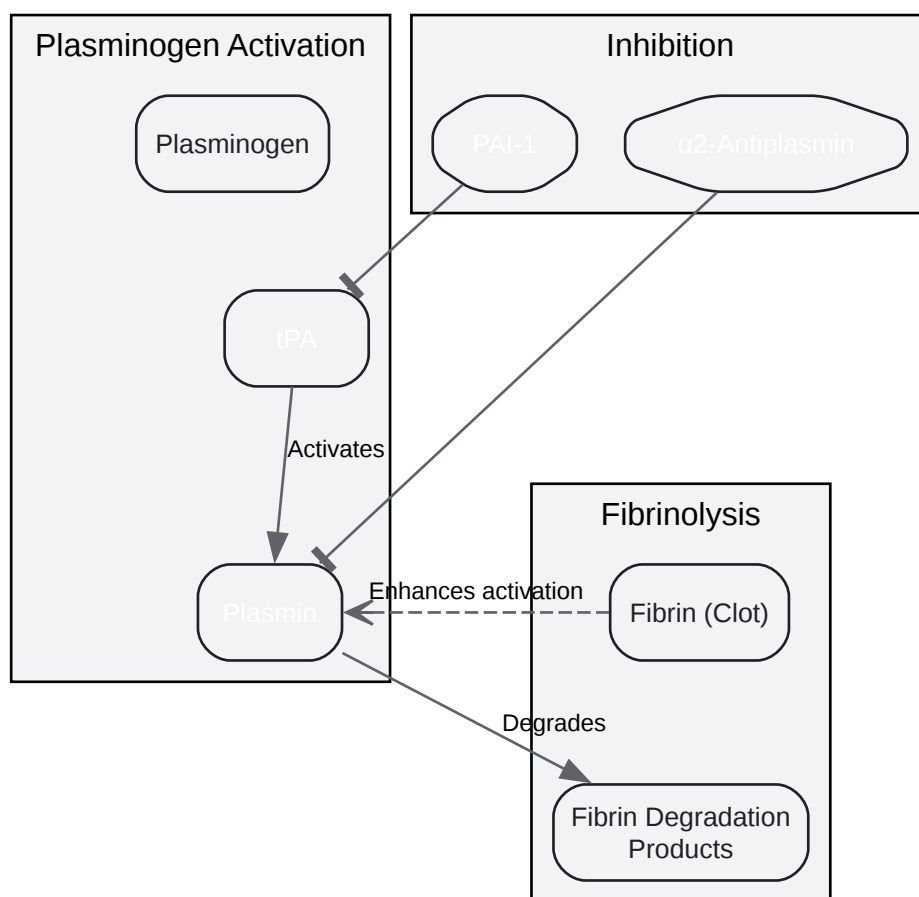 Plasminogen Activation
Inhibition
Plasminogen
PAI-1
α2-Antiplasmin
tPA
Activates
Fibrinolysis
Enhances activation
Plasmin
Fibrin (Clot)
Degrades
Fibrin Degradation
Products